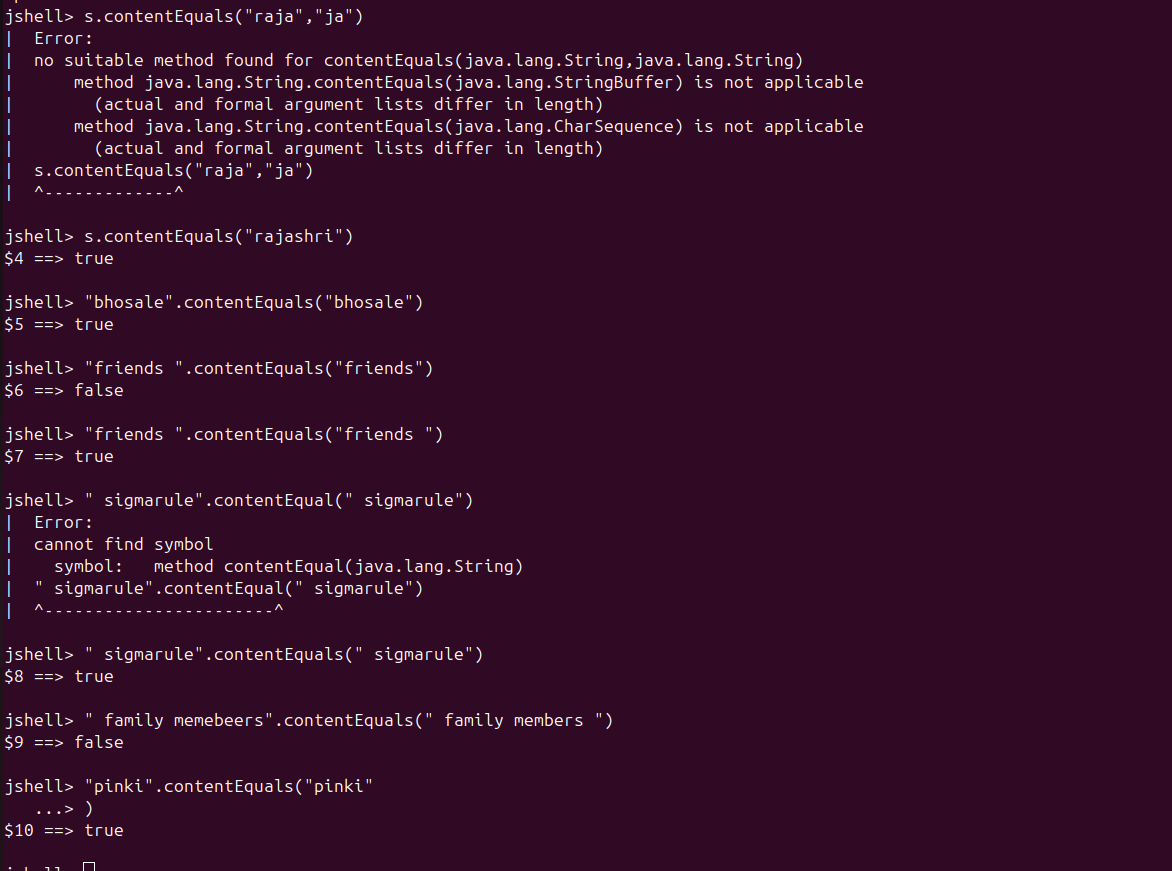 jshell> s.contentEquals("raja","ja")
|  Error:
|  no suitable method found for contentEquals(java.lang.String,java.lang.String)
|      method java.lang.String.contentEquals(java.lang.StringBuffer) is not applicable
|        (actual and formal argument lists differ in length)
|      method java.lang.String.contentEquals(java.lang.CharSequence) is not applicable
|        (actual and formal argument lists differ in length)
|  s.contentEquals("raja","ja")
|  ^-------------^

jshell> s.contentEquals("rajashri")
$4 ==> true

jshell> "bhosale".contentEquals("bhosale")
$5 ==> true

jshell> "friends ".contentEquals("friends")
$6 ==> false

jshell> "friends ".contentEquals("friends ")
$7 ==> true

jshell> " sigmarule".contentEqual(" sigmarule")
|  Error:
|  cannot find symbol
|    symbol:   method contentEqual(java.lang.String)
|  " sigmarule".contentEqual(" sigmarule")
|  ^-----------------------^

jshell> " sigmarule".contentEquals(" sigmarule")
$8 ==> true

jshell> " family memebeers".contentEquals(" family members ")
$9 ==> false

jshell> "pinki".contentEquals("pinki"
   ...> )
$10 ==> true